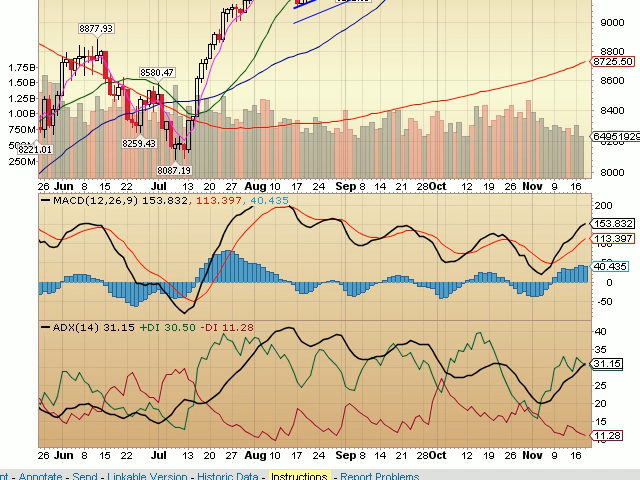 9000
8877.93
8800
8725.50
1.75B
8580.47
8600
1.50B
1.25B
8400
1.00B
750M
6495192
500M
8259.43
8200
250M
8221.01
8087.19
8000
26 Jun 8 15 22 Jul 13 20 27 Aug 10 17 24 Sep 8 14 21 28 Oct 12 19 26 Nov 9 16
MACD(12,26,9) 153.832, 113.397, 40.435
200
153.832
113.397
50
40.435
0
-50
ADX(14) 31.15 +DI 30.50 -DI 11.28
40
35
31.15
25
20
15
11.28
26 Jun 8 15 22 Jul 13 20 27 Aug 10 17 24 Sep 8 14 21 28 Oct 12 19 26 Nov 9 16
nt - Annotate - Send - Linkable Version - Historic Data - Instructions - Report Problems